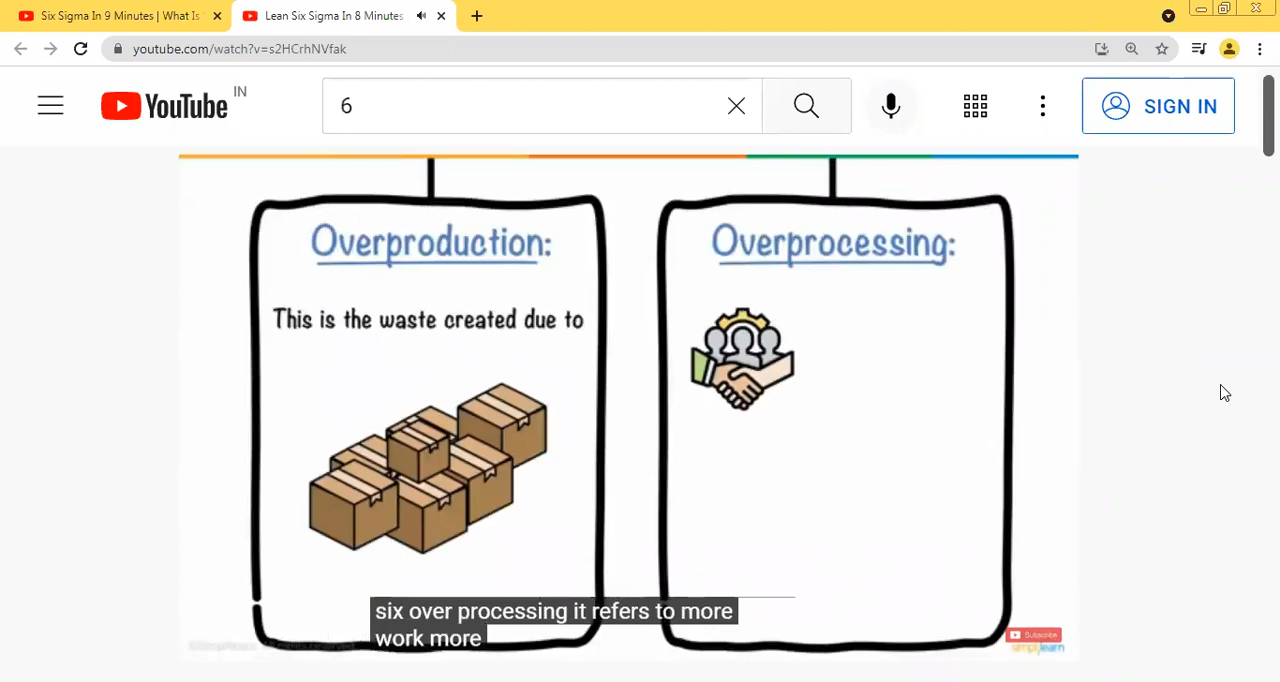 Six Sigma In 9 Minutes | What Is
Lean Six Sigma In 8 Minutes
youtube.com/watch?v=s2HCrhNVfak
YouTube IN
6
SIGN IN
Overproduction:
Overprocessing:
This is the waste created due to
six over processing it refers to more
work more
Subscribe
simplilearn